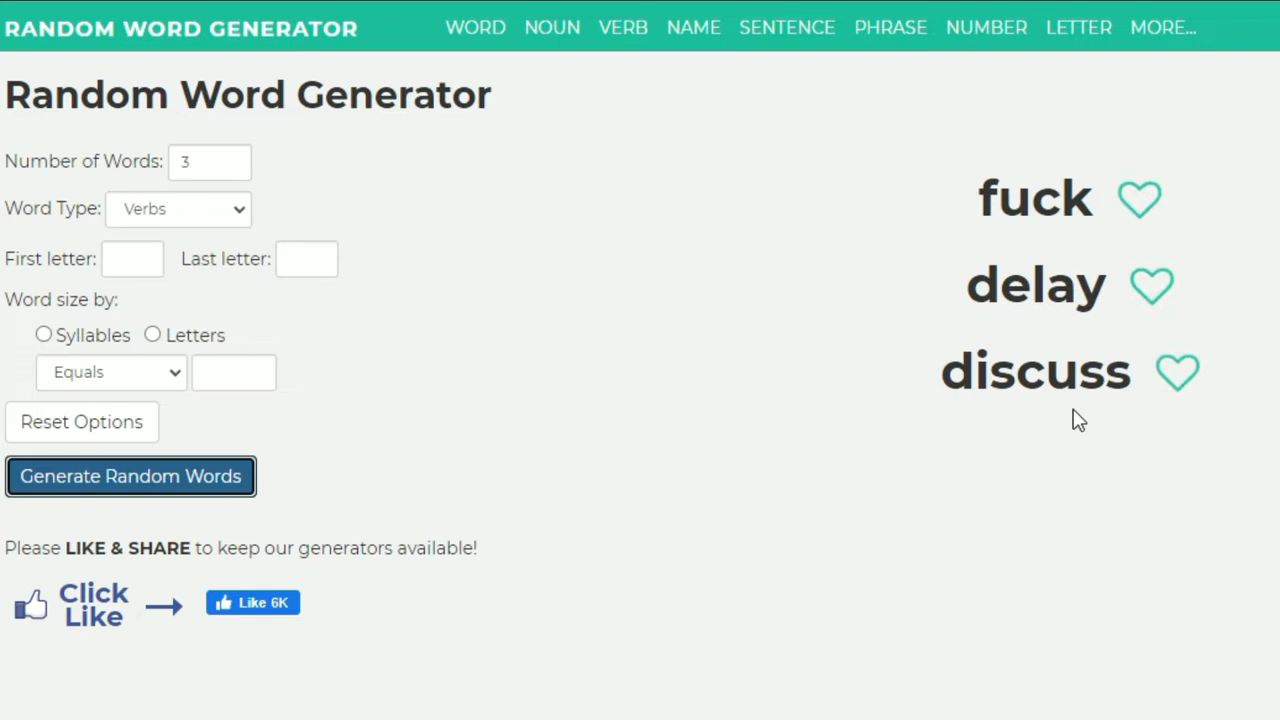 RANDOM WORD GENERATOR WORD NOUN VERB NAME SENTENCE PHRASE NUMBER LETTER MORE...
Random Word Generator
Number of Words: 3
Word Type: Verbs
First letter: Last letter:
Word size by:
Syllables Letters
Equals
Reset Options
Generate Random Words
Please LIKE & SHARE to keep our generators available!
Click
Like
Like 6K
fuck
delay
discuss